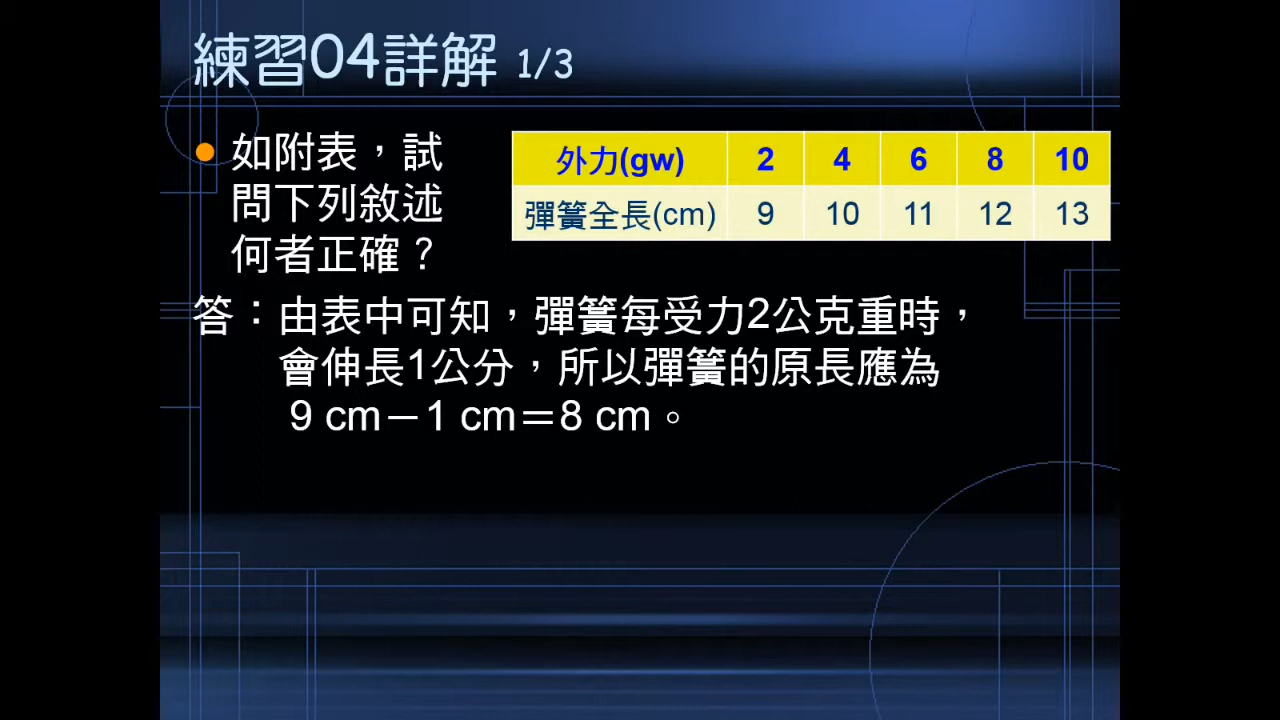 練習04詳解 1/3
如附表，試
問下列敘述
何者正確？
外力(gw) 2 4 6 8 10
彈簧全長(cm) 9 10 11 12 13
答：由表中可知，彈簧每受力2公克重時，
會伸長1公分，所以彈簧的原長應為
9 cm－1 cm＝8 cm。